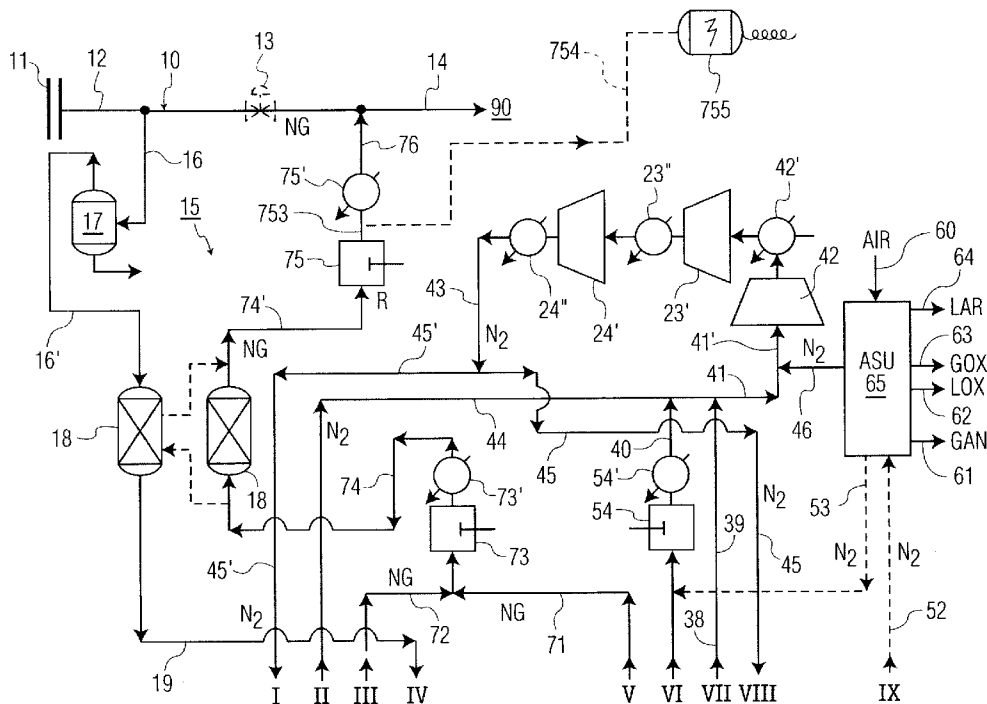 13
754
11
12
10
14
90
755
NG
76
60
16
75'
23"
42'
AIR
64
17
15
753
42
LAR
75
43
24"
24'
23'
63
R
N2
41'
N2
ASU
65
GOX
74'
16'
NG
45'
41
LOX
46
62
18
N2
44
45
40
GAN
61
74
54'
53
18
73'
54
39
N2
N2
N2
45'
73
45
NG
N2
72
NG
71
38
52
19
I
II
III
IV
V
VI
VII
VIII
IX